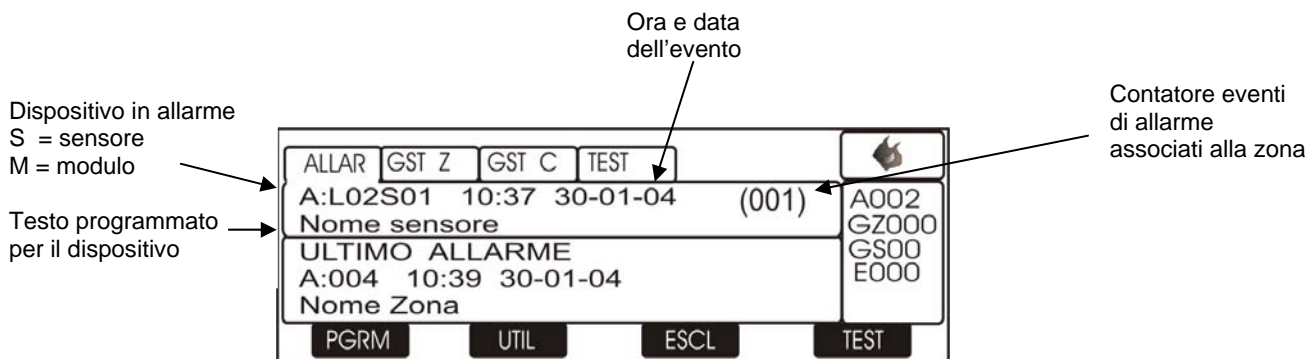 Ora e data
dell'evento
Dispositivo in allarme
S = sensore
M = modulo
Testo programmato
per il dispositivo
Contatore eventi
di allarme
associati alla zona
ALLAR GST Z GST C TEST
A:L02S01 10:37 30-01-04 (001)
Nome sensore
ULTIMO ALLARME
A:004 10:39 30-01-04
Nome Zona
A002
GZ000
GS00
E000
PGRM UTIL ESCL TEST